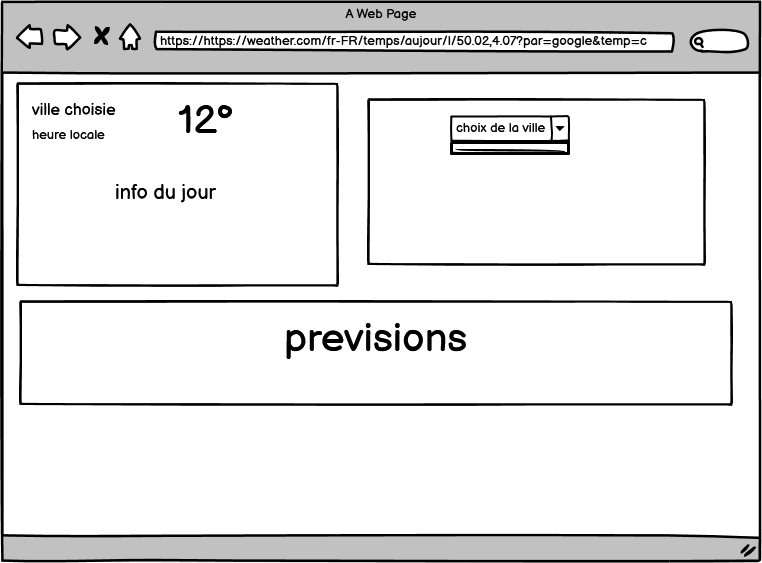 A Web Page
https://https://weather.com/fr-FR/temps/aujour/l/50.02,4.07?par=google&temp=c
ville choisie
12°
heure locale
info du jour
choix de la ville
previsions